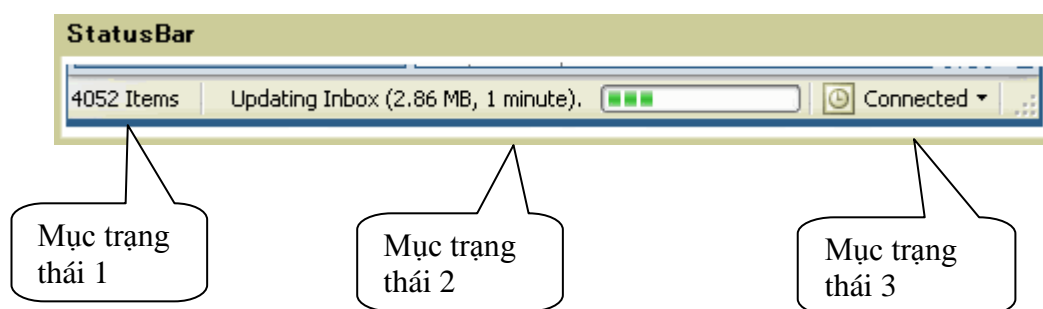 StatusBar
4052 Items Updating Inbox (2.86 MB, 1 minute). Connected
Mục trạng
thái 1
Mục trạng
thái 2
Mục trạng
thái 3